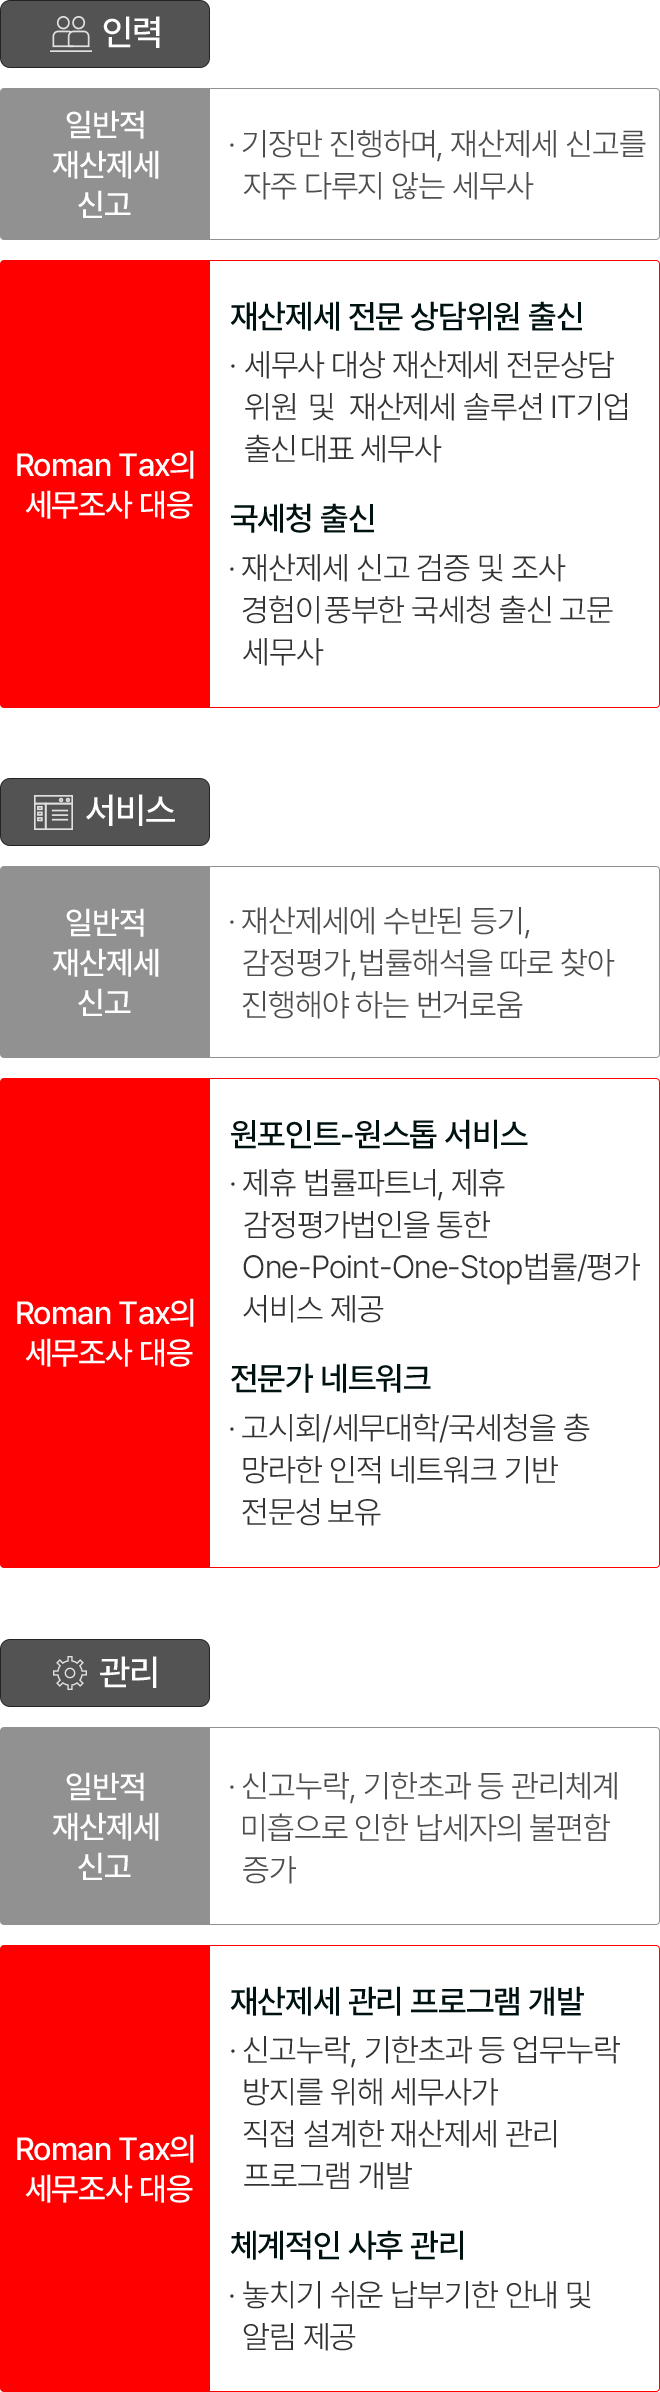 인력
일반적
재산제세
신고
· 기장만 진행하며, 재산제세 신고를
자주 다루지 않는 세무사
Roman Tax의
세무조사 대응
재산제세 전문 상담위원 출신
· 세무사 대상 재산제세 전문상담
위원 및 재산제세 솔루션 IT기업
출신 대표 세무사
국세청 출신
· 재산제세 신고 검증 및 조사
경험이 풍부한 국세청 출신 고문
세무사
서비스
일반적
재산제세
신고
· 재산제세에 수반된 등기,
감정평가,법률해석을 따로 찾아
진행해야 하는 번거로움
Roman Tax의
세무조사 대응
원포인트-원스톱 서비스
· 제휴 법률파트너, 제휴
감정평가법인을 통한
One-Point-One-Stop법률/평가
서비스 제공
전문가 네트워크
· 고시회/세무대학/국세청을 총
망라한 인적 네트워크 기반
전문성 보유
관리
일반적
재산제세
신고
· 신고누락, 기한초과 등 관리체계
미흡으로 인한 납세자의 불편함
증가
Roman Tax의
세무조사 대응
재산제세 관리 프로그램 개발
· 신고누락, 기한초과 등 업무누락
방지를 위해 세무사가
직접 설계한 재산제세 관리
프로그램 개발
체계적인 사후 관리
· 놓치기 쉬운 납부기한 안내 및
알림 제공